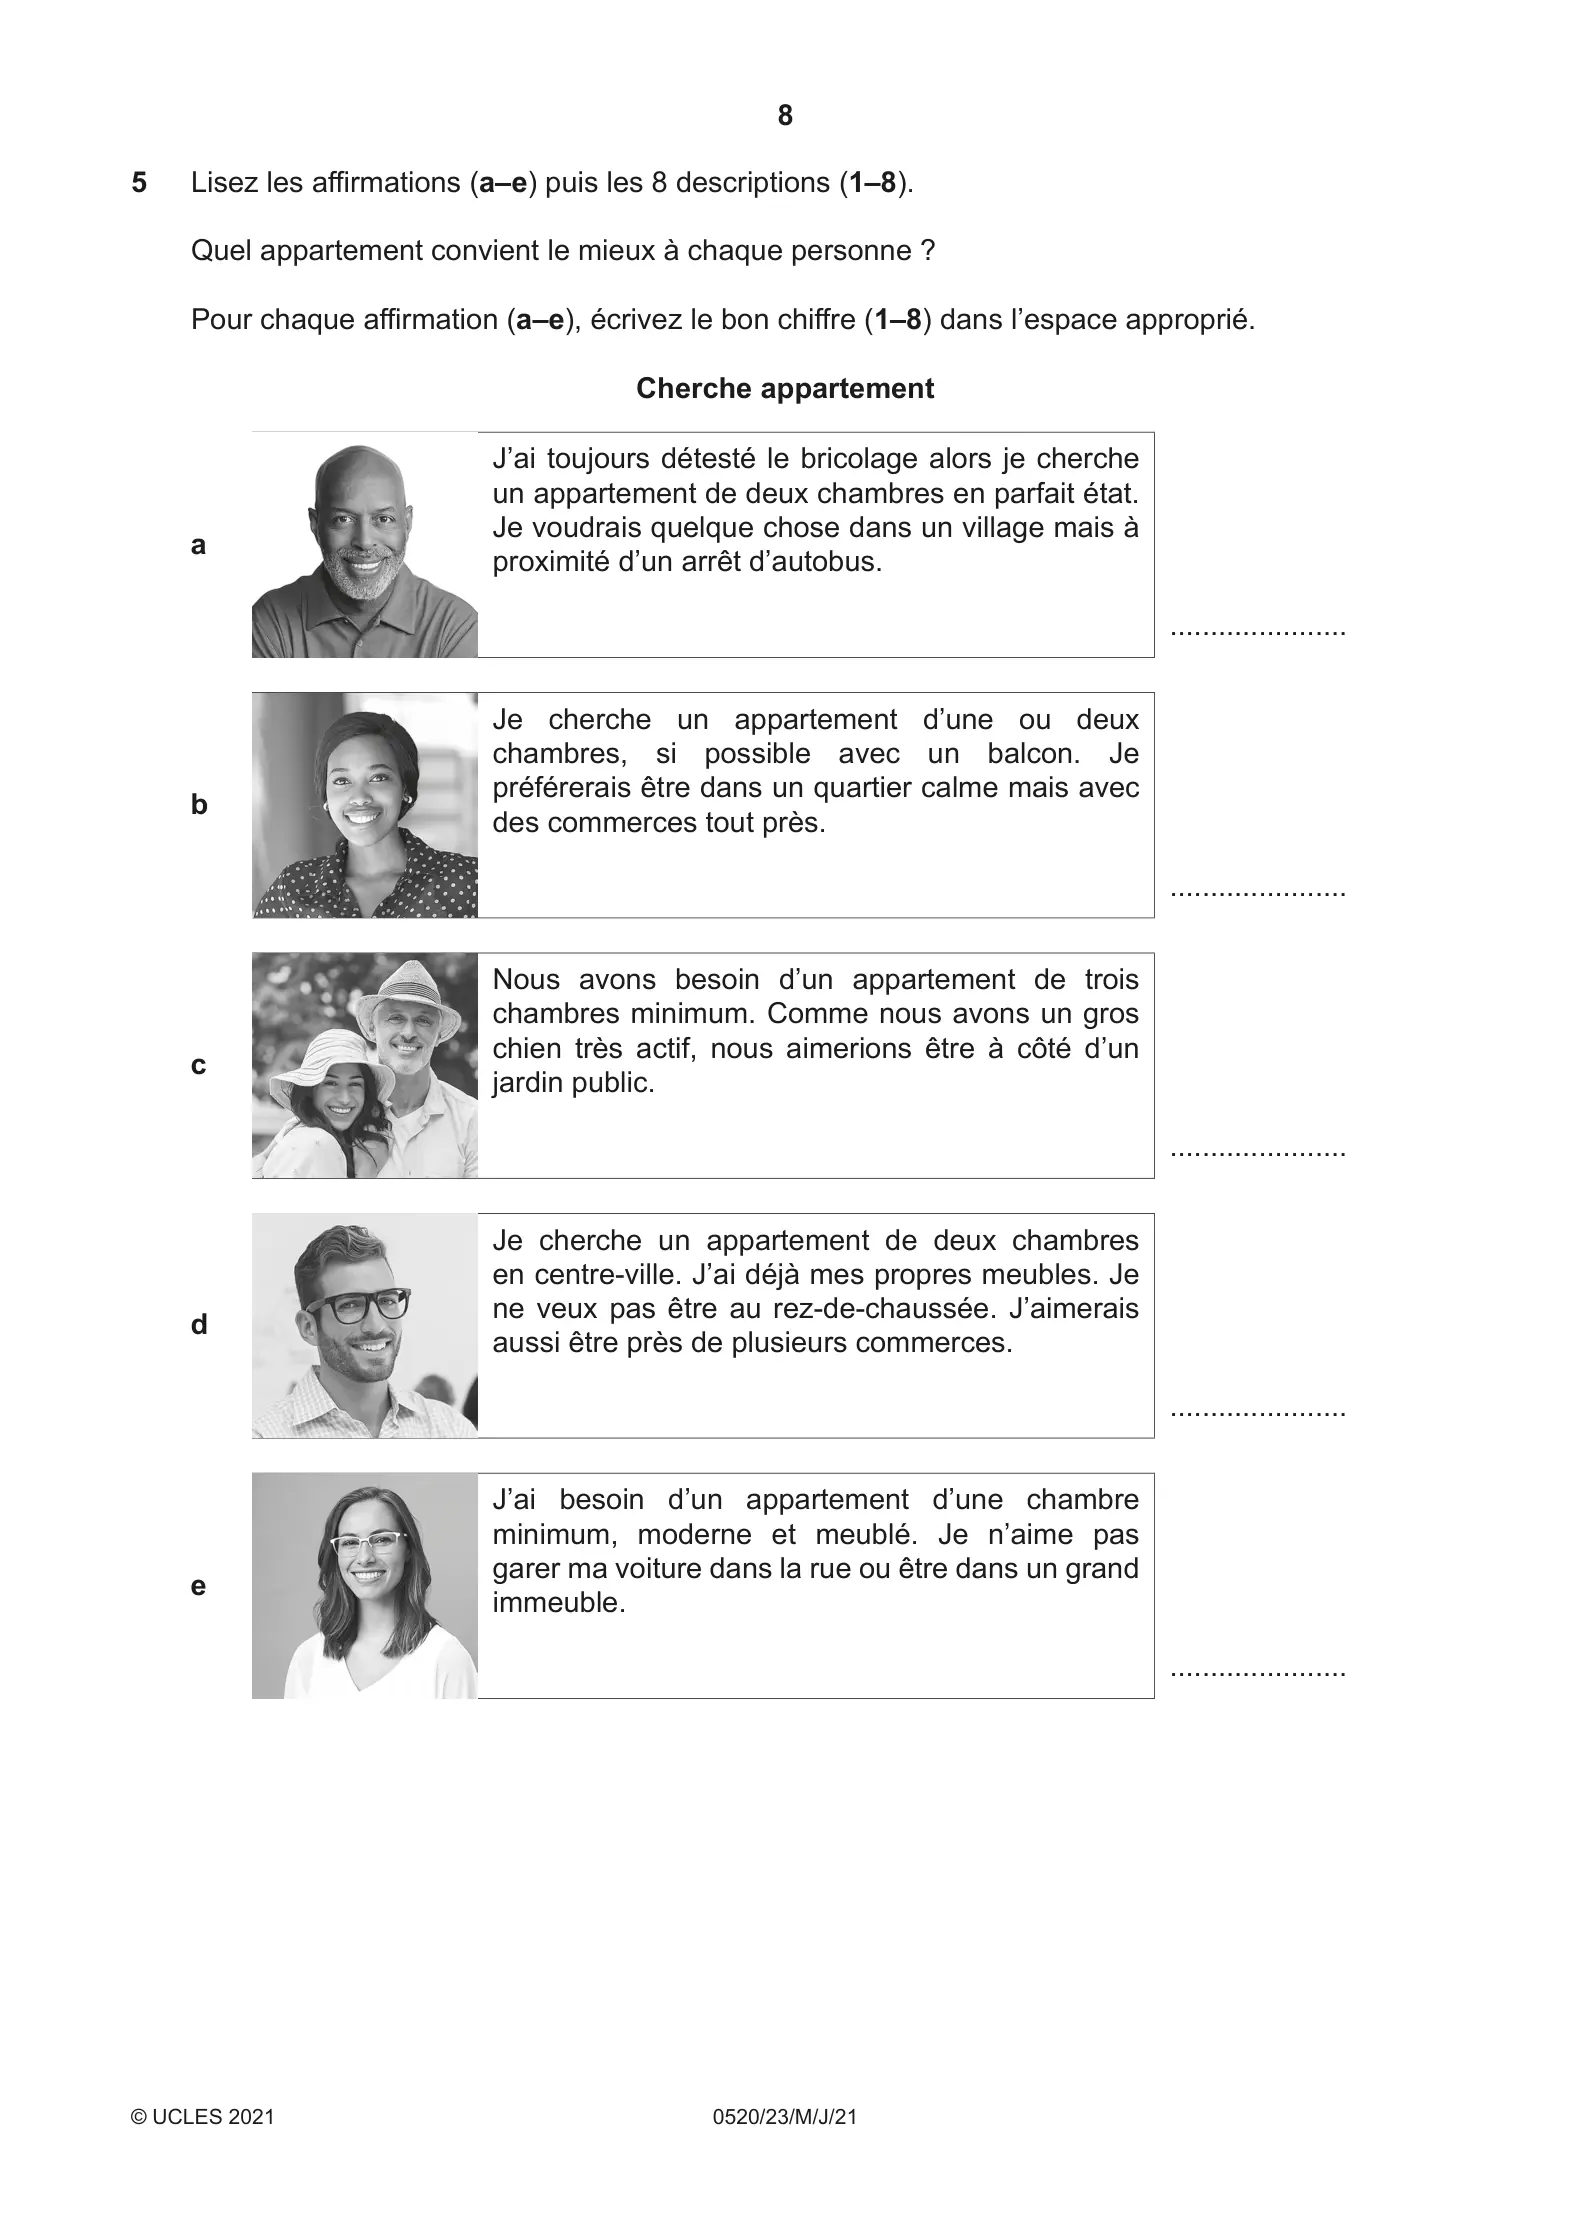 8
5 Lisez les affirmations (a–e) puis les 8 descriptions (1–8).
Quel appartement convient le mieux à chaque personne ?
Pour chaque affirmation (a–e), écrivez le bon chiffre (1–8) dans l’espace approprié.
Cherche appartement
a
J’ai toujours détesté le bricolage alors je cherche
un appartement de deux chambres en parfait état.
Je voudrais quelque chose dans un village mais à
proximité d’un arrêt d’autobus.
......................
b
Je cherche un appartement d’une ou deux
chambres, si possible avec un balcon. Je
préférerais être dans un quartier calme mais avec
des commerces tout près.
......................
c
Nous avons besoin d’un appartement de trois
chambres minimum. Comme nous avons un gros
chien très actif, nous aimerions être à côté d’un
jardin public.
......................
d
Je cherche un appartement de deux chambres
en centre-ville. J’ai déjà mes propres meubles. Je
ne veux pas être au rez-de-chaussée. J’aimerais
aussi être près de plusieurs commerces.
......................
e
J’ai besoin d’un appartement d’une chambre
minimum, moderne et meublé. Je n’aime pas
garer ma voiture dans la rue ou être dans un grand
immeuble.
......................
© UCLES 2021 0520/23/M/J/21